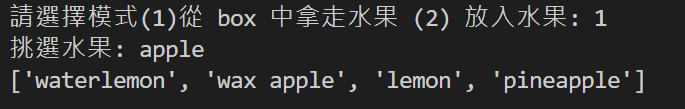 請選擇模式(1)從 box 中拿走水果 (2) 放入水果: 1
挑選水果: apple
['waterlemon', 'wax apple', 'lemon', 'pineapple']